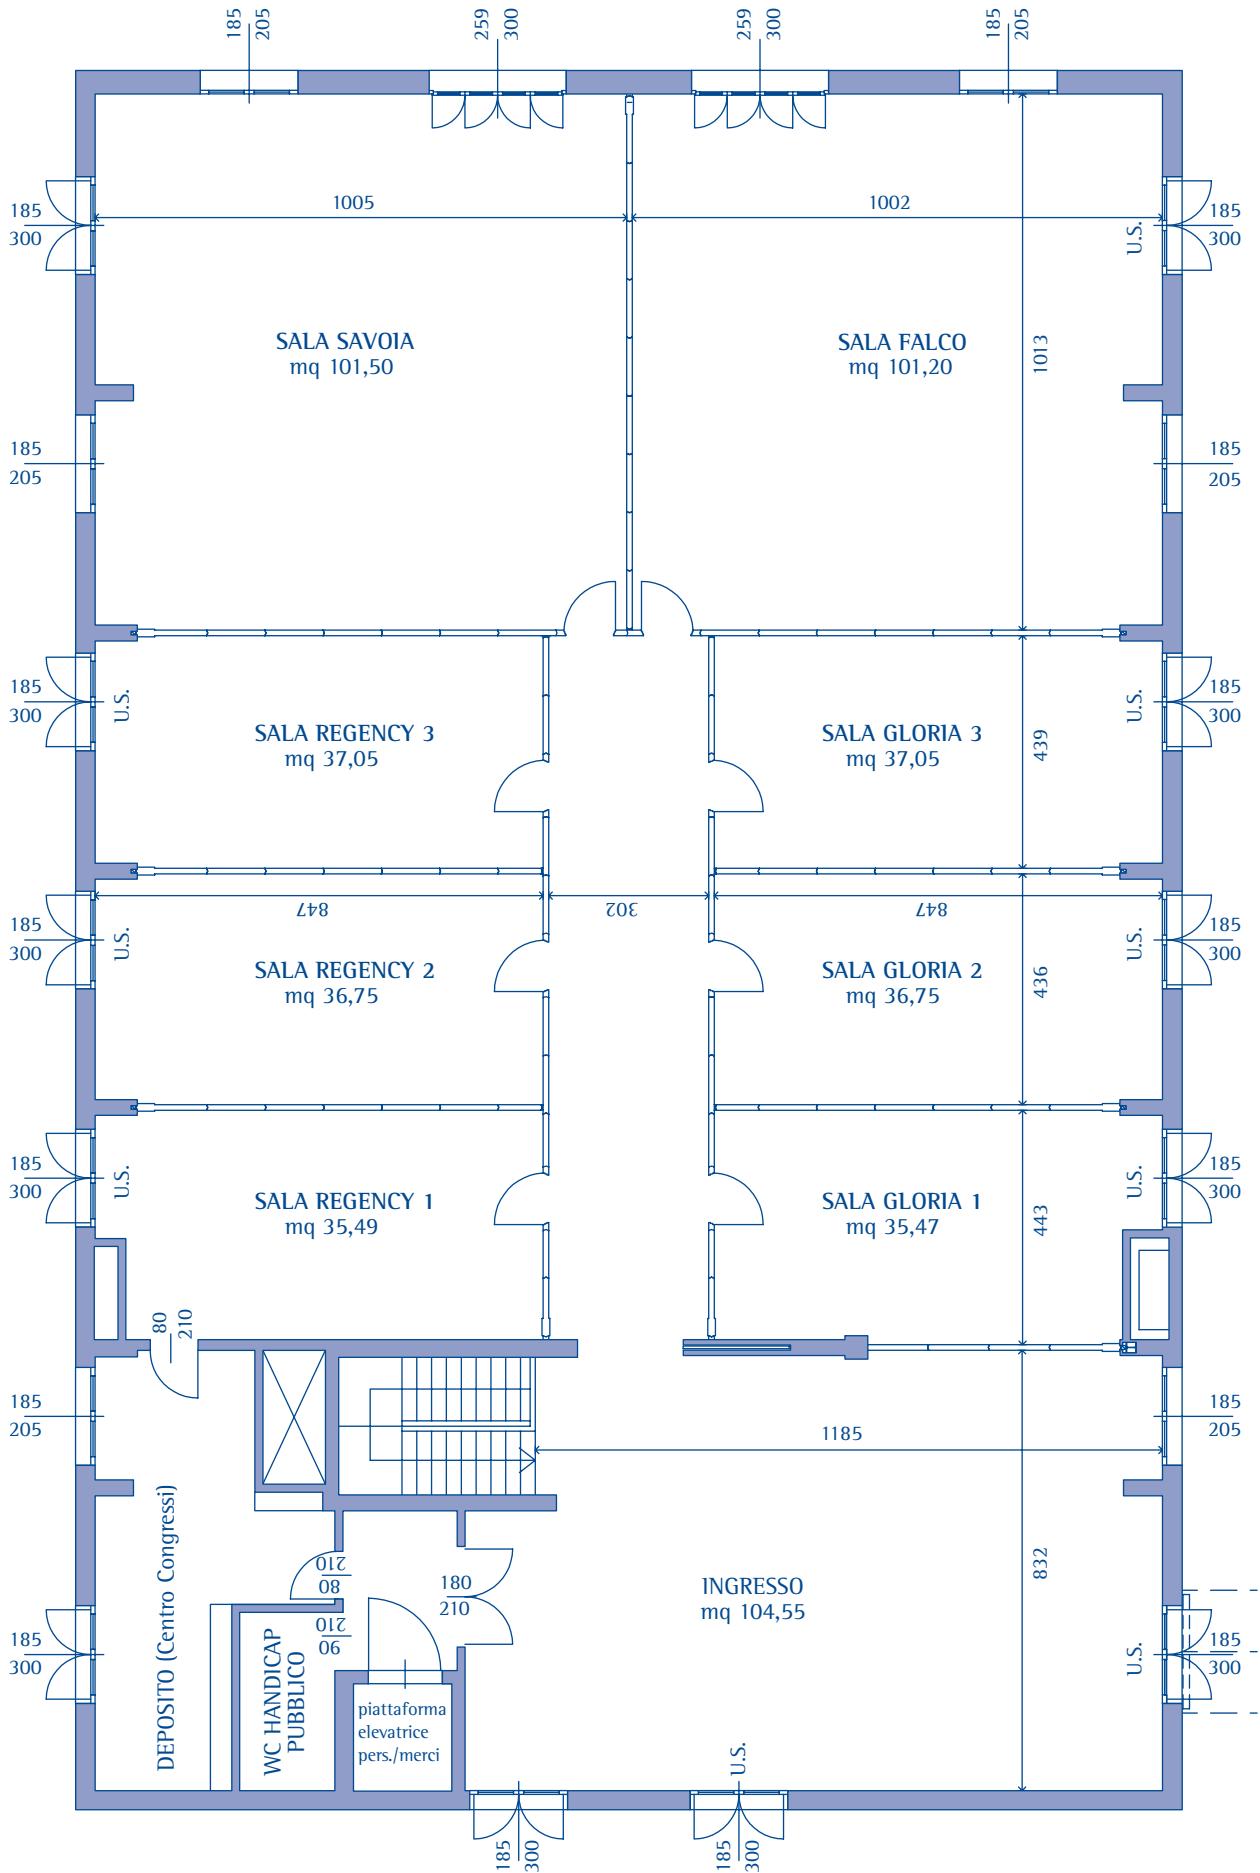 185
205
259
300
259
300
185
205
185
300
1005
1002
U.S.
185
300
SALA SAVOIA
mq 101,50
SALA FALCO
mq 101,20
1013
185
205
185
205
185
300
U.S.
SALA REGENCY 3
mq 37,05
SALA GLORIA 3
mq 37,05
439
U.S.
185
300
847
302
847
185
300
U.S.
SALA REGENCY 2
mq 36,75
SALA GLORIA 2
mq 36,75
436
U.S.
185
300
185
300
U.S.
SALA REGENCY 1
mq 35,49
SALA GLORIA 1
mq 35,47
443
U.S.
185
300
80
210
185
205
1185
185
205
DEPOSITO (Centro Congressi)
210
80
210
90
180
210
INGRESSO
mq 104,55
832
185
300
WC HANDICAP
PUBBLICO
piattaforma
elevatrice
pers./merci
U.S.
185
300
U.S.
185
300
185
300